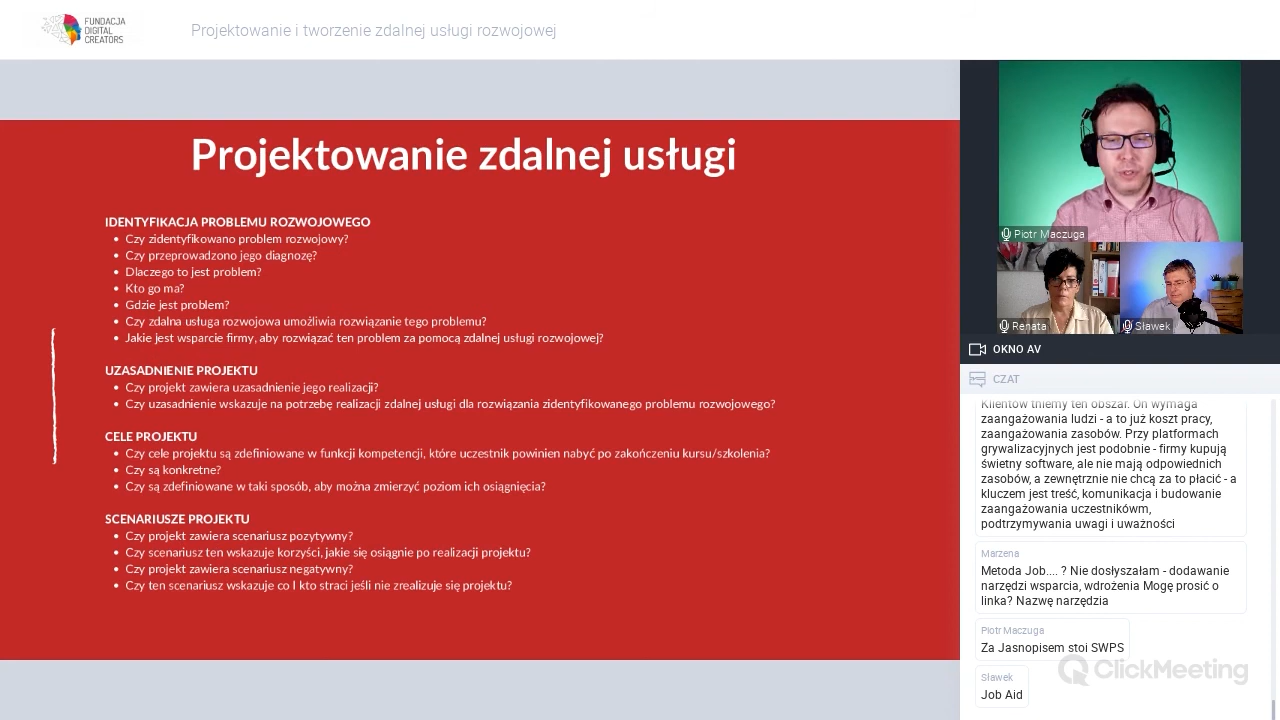 FUNDACJA
DIGITAL
CREATORS
Projektowanie i tworzenie zdalnej usługi rozwojowej
Projektowanie zdalnej usługi
IDENTYFIKACJA PROBLEMU ROZWOJOWEGO
• Czy zidentyfikowano problem rozwojowy?
• Czy przeprowadzono jego diagnozę?
• Dlaczego to jest problem?
• Kto go ma?
• Gdzie jest problem?
• Czy zdalna usługa rozwojowa umożliwia rozwiązanie tego problemu?
• Jakie jest wsparcie firmy, aby rozwiązać ten problem za pomocą zdalnej usługi rozwojowej?
UZASADNIENIE PROJEKTU
• Czy projekt zawiera uzasadnienie jego realizacji?
• Czy uzasadnienie wskazuje na potrzebę realizacji zdalnej usługi dla rozwiązania zidentyfikowanego problemu rozwojowego?
CELE PROJEKTU
• Czy cele projektu są zdefiniowane w funkcji kompetencji, które uczestnik powinien nabyć po zakończeniu kursu/szkolenia?
• Czy są konkretne?
• Czy są zdefiniowane w taki sposób, aby można zmierzyć poziom ich osiągnięcia?
SCENARIUSZE PROJEKTU
• Czy projekt zawiera scenariusz pozytywny?
• Czy scenariusz ten wskazuje korzyści, jakie się osiągnie po realizacji projektu?
• Czy projekt zawiera scenariusz negatywny?
• Czy ten scenariusz wskazuje co I kto straci jeśli nie zrealizuje się projektu?
Piotr Maczuga
Renata
Sławek
OKNO AV
CZAT
Klientów tniemy ten obszar. On wymaga
zaangażowania ludzi - a to już koszt pracy,
zaangażowania zasobów. Przy platformach
grywalizacyjnych jest podobnie - firmy kupują
świetny software, ale nie mają odpowiednich
zasobów, a zewnętrznie nie chcą za to płacić - a
kluczem jest treść, komunikacja i budowanie
zaangażowania uczestnikówm,
podtrzymywania uwagi i uważności
Marzena
Metoda Job.... ? Nie dosłyszałam - dodawanie
narzędzi wsparcia, wdrożenia Mogę prosić o
linka? Nazwę narzędzia
Piotr Maczuga
Za Jasnopisem stoi SWPS
ClickMeeting
Sławek
Job Aid